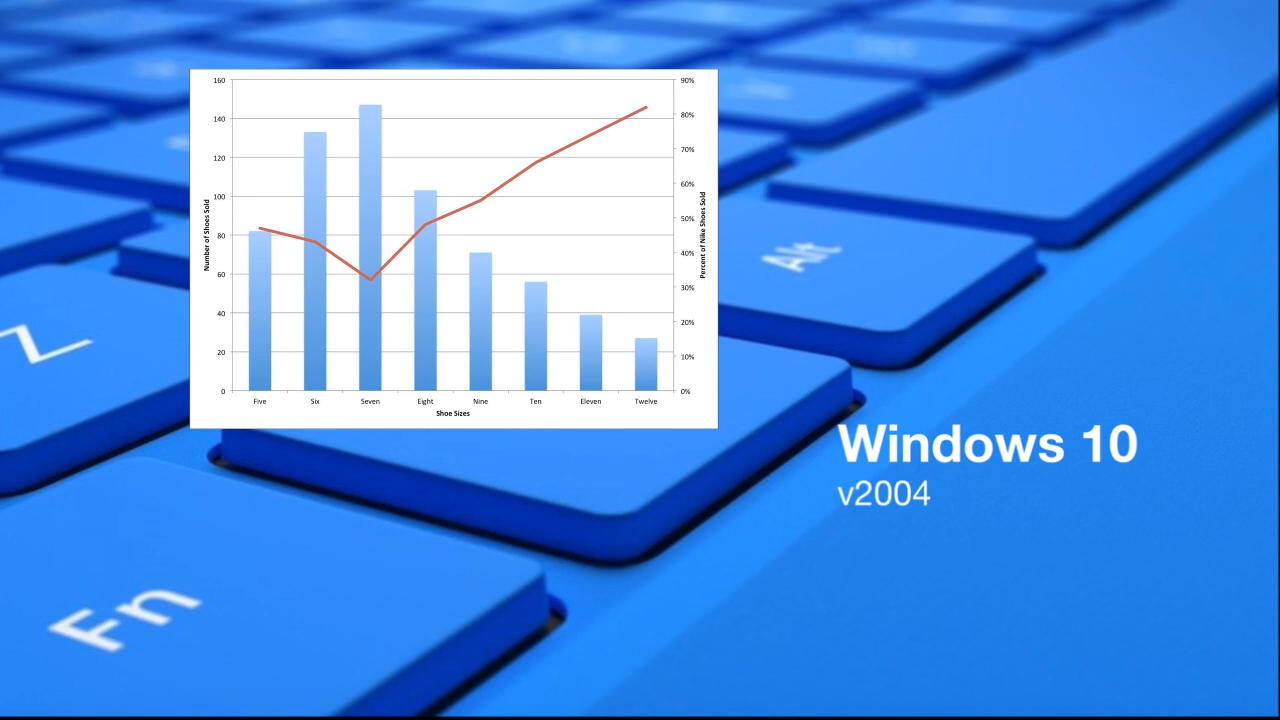 160
140
120
100
80
60
40
20
0
Number of Shoes Sold
90%
80%
70%
60%
50%
40%
30%
20%
10%
0%
Percent of Nike Shoes Sold
Five Six Seven Eight Nine Ten Eleven Twelve
Shoe Sizes
Alt
Z
Windows 10
v2004
Fn